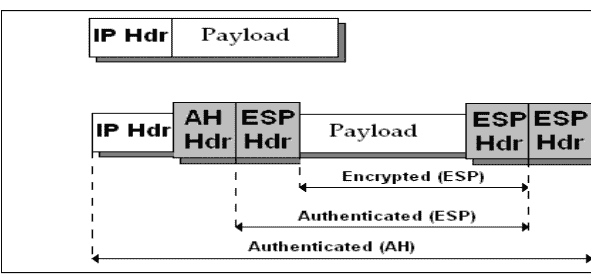 IP Hdr Payload
IP Hdr AH Hdr ESP Hdr Payload ESP Hdr ESP Hdr
Encrypted (ESP)
Authenticated (ESP)
Authenticated (AH)